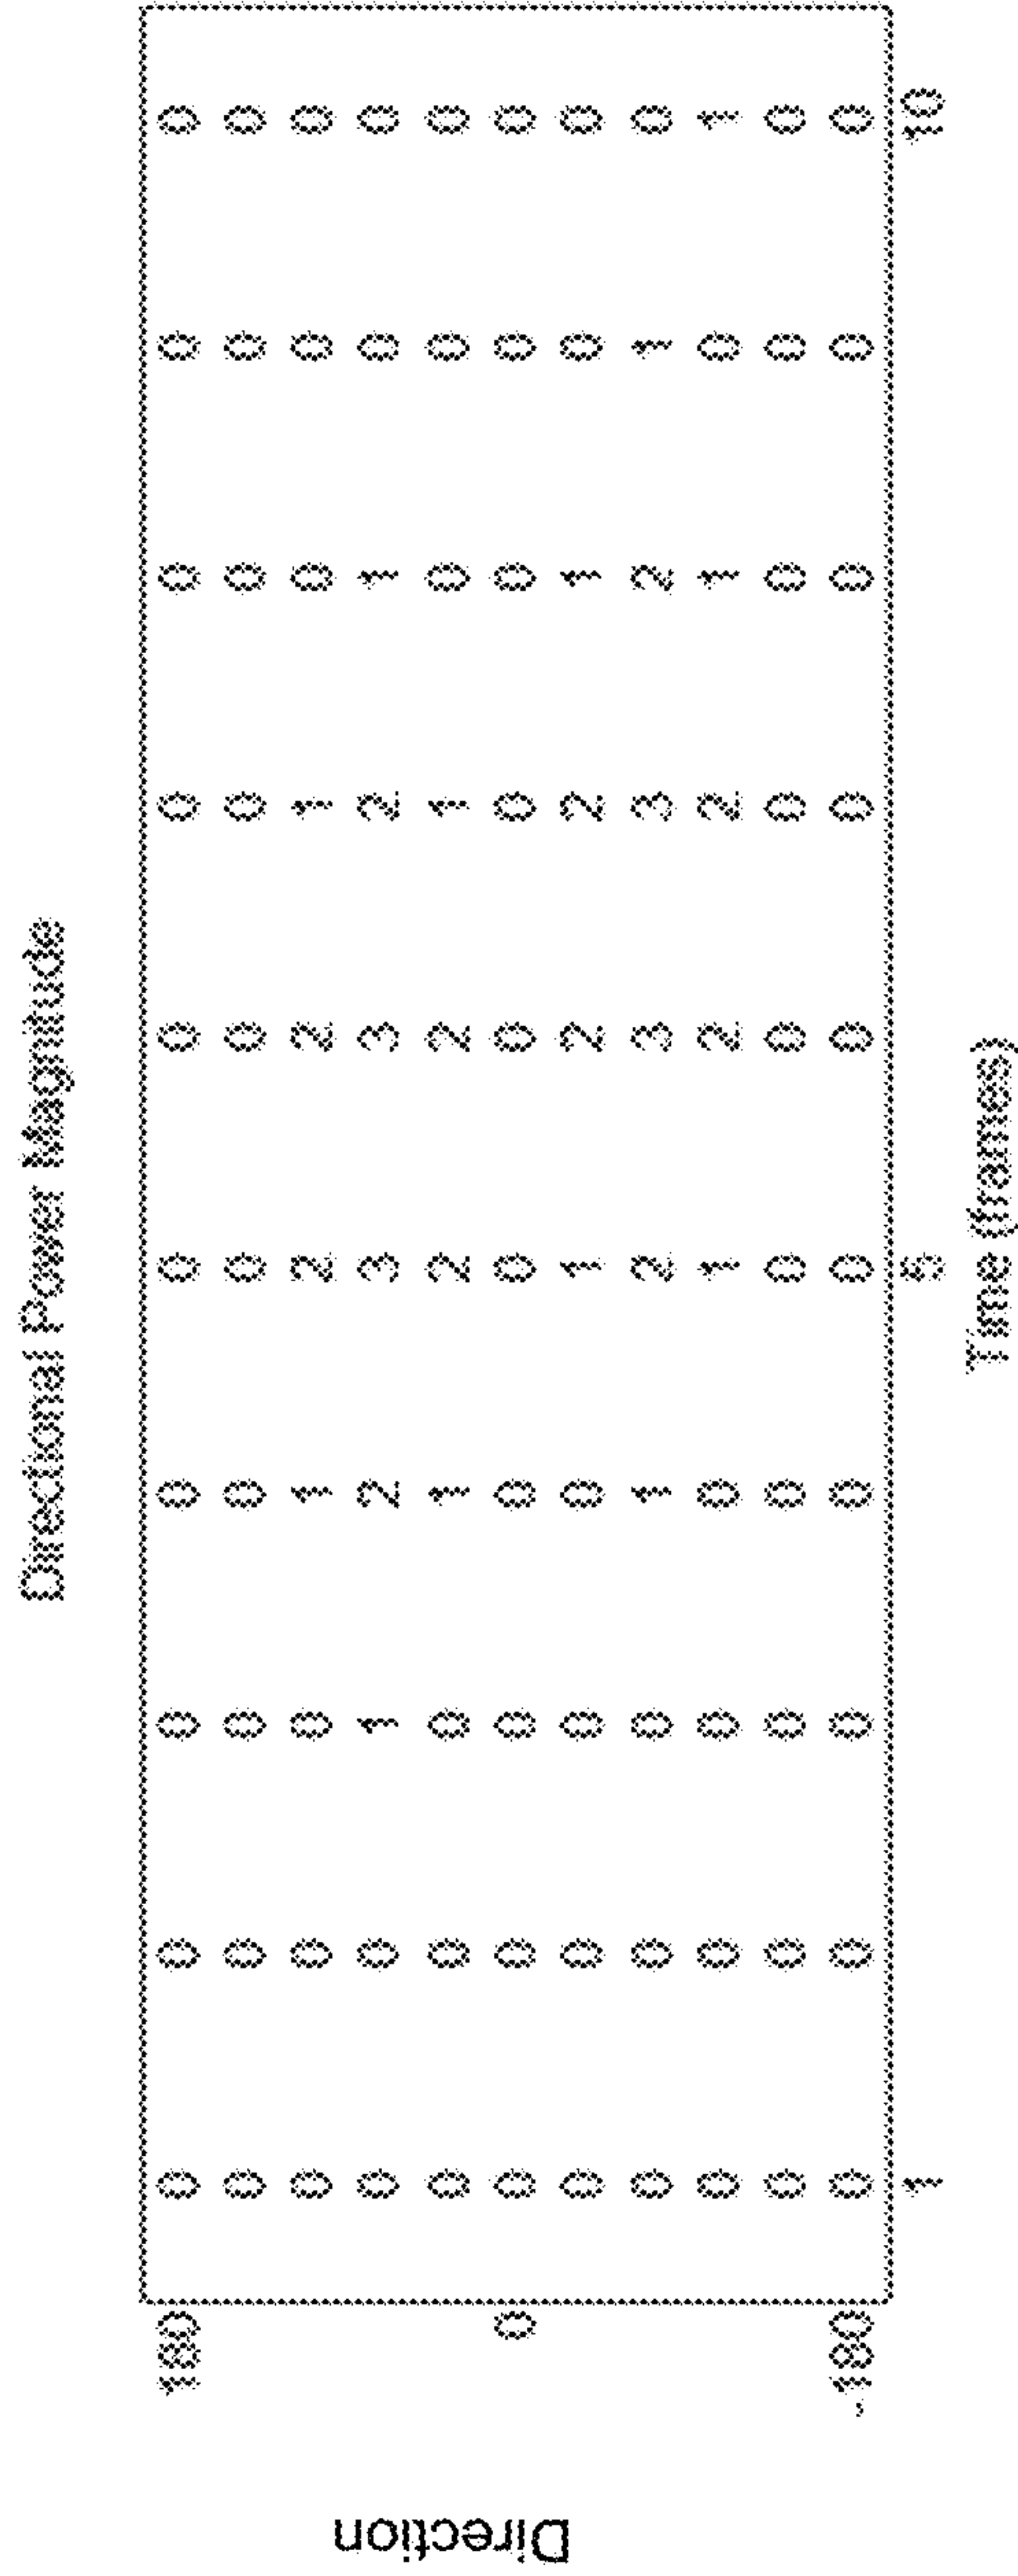 Directional Power Magnitude
Direction
180 0 0 0 0 0 0 0 0 0 0
0 0 0 0 0 0 0 0 0 0
0 0 0 1 2 2 1 0 0 0
0 0 1 2 3 3 2 1 0 0
0 0 0 1 2 2 1 0 0 0
0 0 0 0 0 0 0 0 0 0 0
0 0 0 0 1 2 2 1 0 0
0 0 0 1 2 3 3 2 1 0
0 0 0 0 1 2 2 1 0 1
0 0 0 0 0 0 0 0 0 0
-180 0 0 0 0 0 0 0 0 0 0
1 5 10
Time (frames)